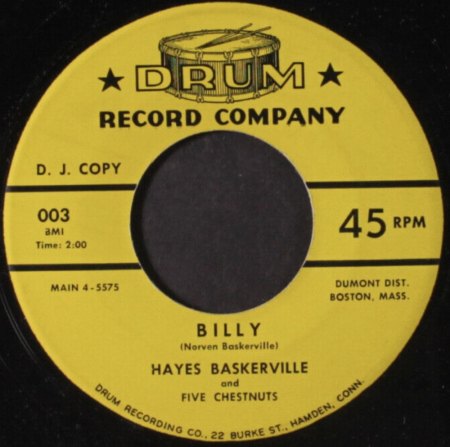 ★ DRUM ★
RECORD COMPANY
D. J. COPY
003
BMI
Time: 2:00
45 RPM
MAIN 4-5575
DUMONT DIST.
BOSTON, MASS.
BILLY
(Norven Baskerville)
HAYES BASKERVILLE
and
FIVE CHESTNUTS
DRUM RECORDING CO., 22 BURKE ST., HAMDEN, CONN.